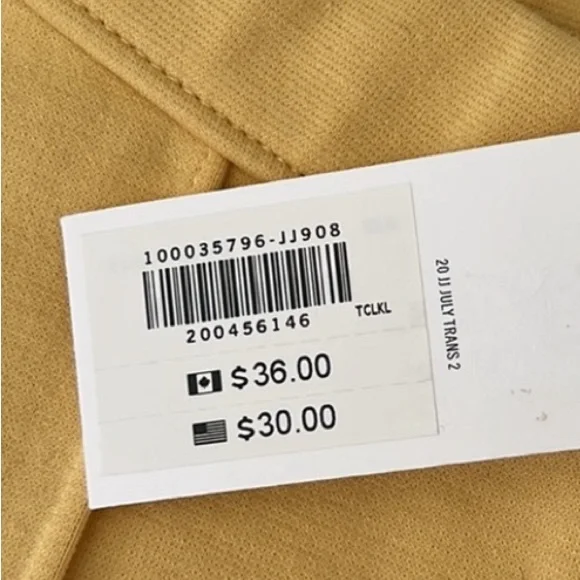 100035796-JJ908
200456146
TCLKL
$36.00
$30.00
20 JJ JULY TRANS 2